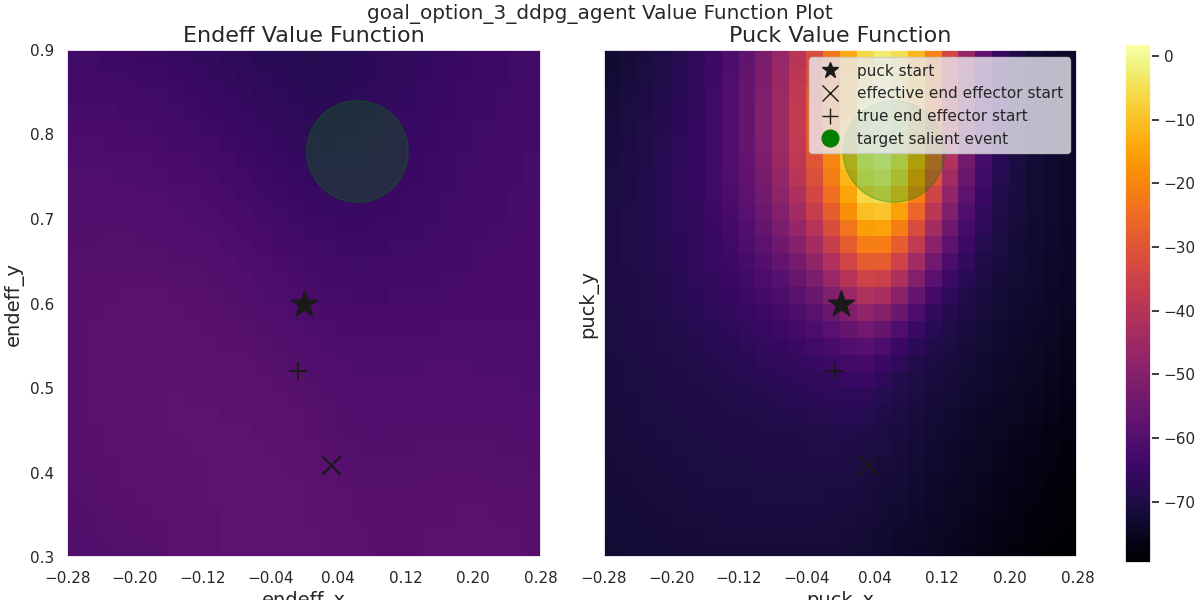 goal_option_3_ddpg_agent Value Function Plot
Endeff Value Function
Puck Value Function
puck start
effective end effector start
true end effector start
target salient event
endeff_y
0.9
0.8
0.7
0.6
0.5
0.4
0.3
−0.28 −0.20 −0.12 −0.04 0.04 0.12 0.20 0.28
endeff_x
puck_y
−0.28 −0.20 −0.12 −0.04 0.04 0.12 0.20 0.28
puck_x
0
−10
−20
−30
−40
−50
−60
−70